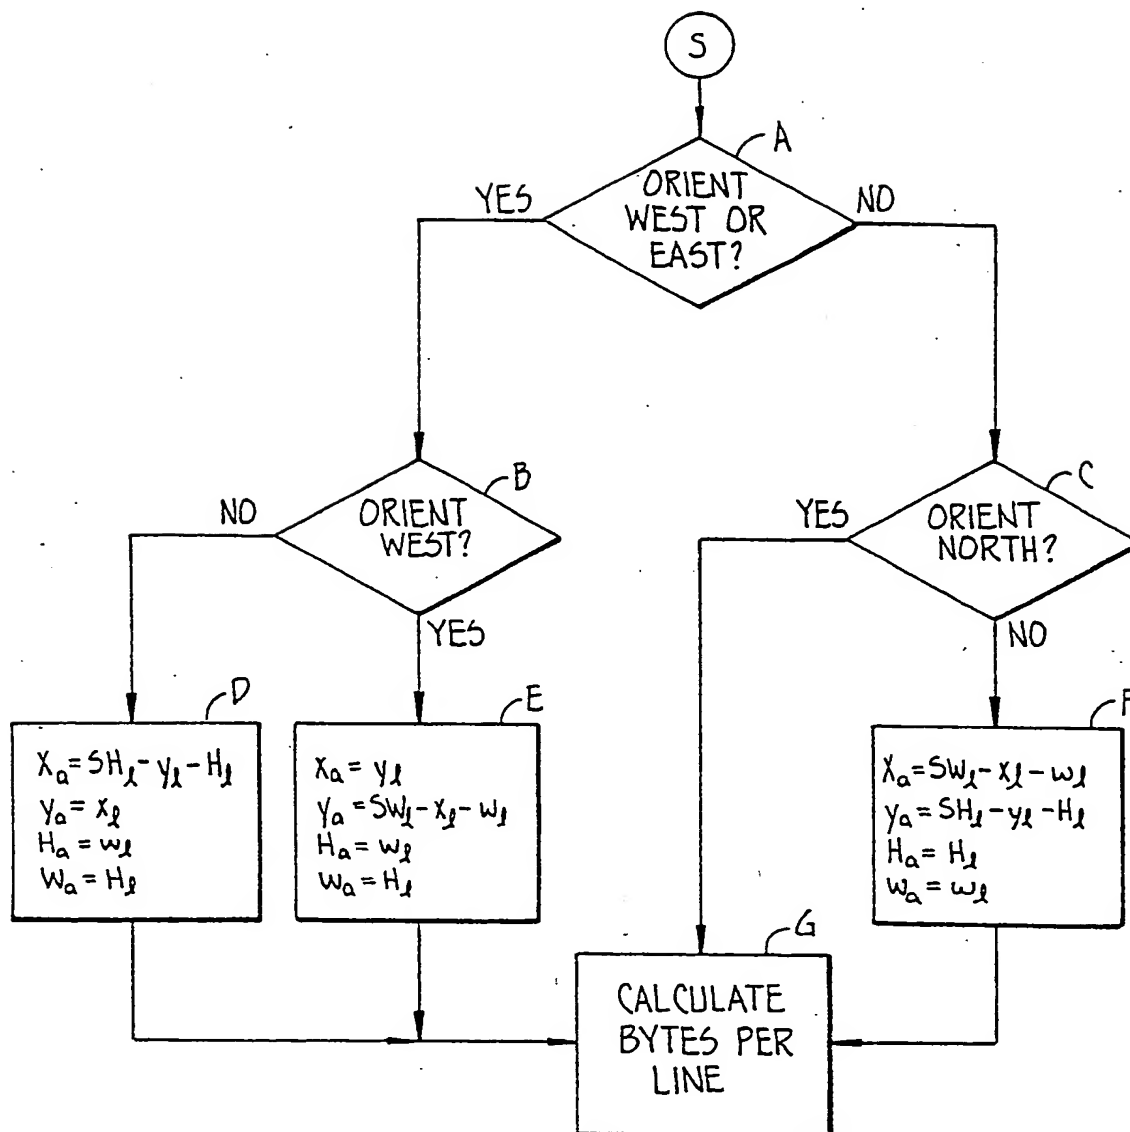 S
A
ORIENT
WEST OR
EAST?
YES
NO
B
ORIENT
WEST?
NO
YES
C
ORIENT
NORTH?
YES
NO
D
Xₐ = SHₗ - yₗ - Hₗ
yₐ = xₗ
Hₐ = wₗ
Wₐ = Hₗ
E
xₐ = yₗ
yₐ = SWₗ - xₗ - wₗ
Hₐ = wₗ
wₐ = Hₗ
F
Xₐ = SWₗ - xₗ - wₗ
yₐ = SHₗ - yₗ - Hₗ
Hₐ = Hₗ
wₐ = wₗ
G
CALCULATE
BYTES PER
LINE